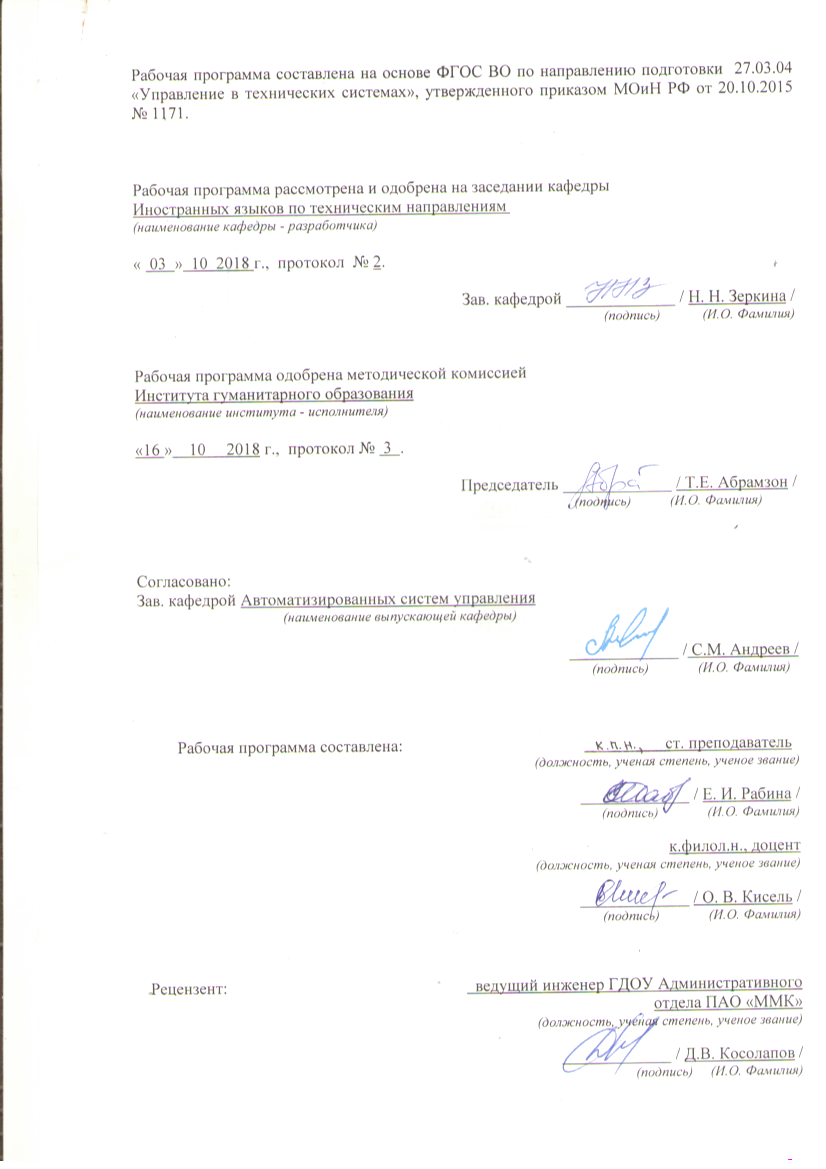 Рабочая программа составлена на основе ФГОС ВО по направлению подготовки 27.03.04
«Управление в технических системах», утвержденного приказом МОиН РФ от 20.10.2015
№ 1171.
Рабочая программа рассмотрена и одобрена на заседании кафедры
Иностранных языков по техническим направлениям
(наименование кафедры - разработчика)
« 03 » 10 2018 г., протокол № 2.
Зав. кафедрой / Н. Н. Зеркина /
(подпись) (И.О. Фамилия)
Рабочая программа одобрена методической комиссией
Института гуманитарного образования
(наименование института - исполнителя)
«16 » 10 2018 г., протокол № 3 .
Председатель / Т.Е. Абрамзон /
(подпись) (И.О. Фамилия)
Согласовано:
Зав. кафедрой Автоматизированных систем управления
(наименование выпускающей кафедры)
/ С.М. Андреев /
(подпись) (И.О. Фамилия)
Рабочая программа составлена: к.п.н., ст. преподаватель
(должность, ученая степень, ученое звание)
/ Е. И. Рабина /
(подпись) (И.О. Фамилия)
к.филол.н., доцент
(должность, ученая степень, ученое звание)
/ О. В. Кисель /
(подпись) (И.О. Фамилия)
Рецензент: ведущий инженер ГДОУ Административного
отдела ПАО «ММК»
(должность, ученая степень, ученое звание)
/ Д.В. Косолапов /
(подпись) (И.О. Фамилия)